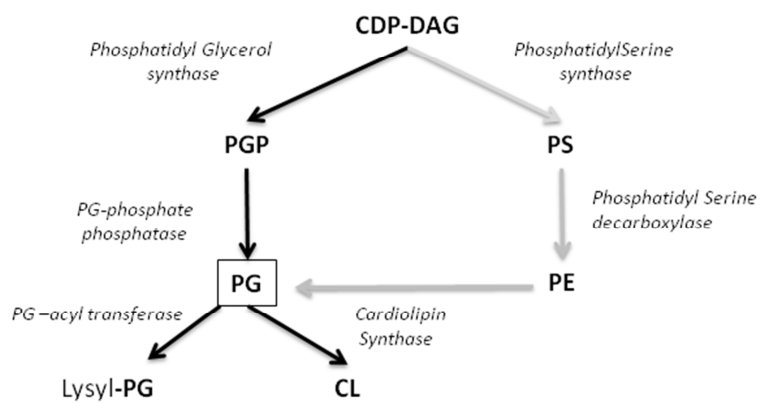 CDP-DAG
Phosphatidyl Glycerol
synthase
PhosphatidylSerine
synthase
PGP
PS
PG-phosphate
phosphatase
Phosphatidyl Serine
decarboxylase
PG
PE
PG –acyl transferase
Cardiolipin
Synthase
Lysyl-PG
CL